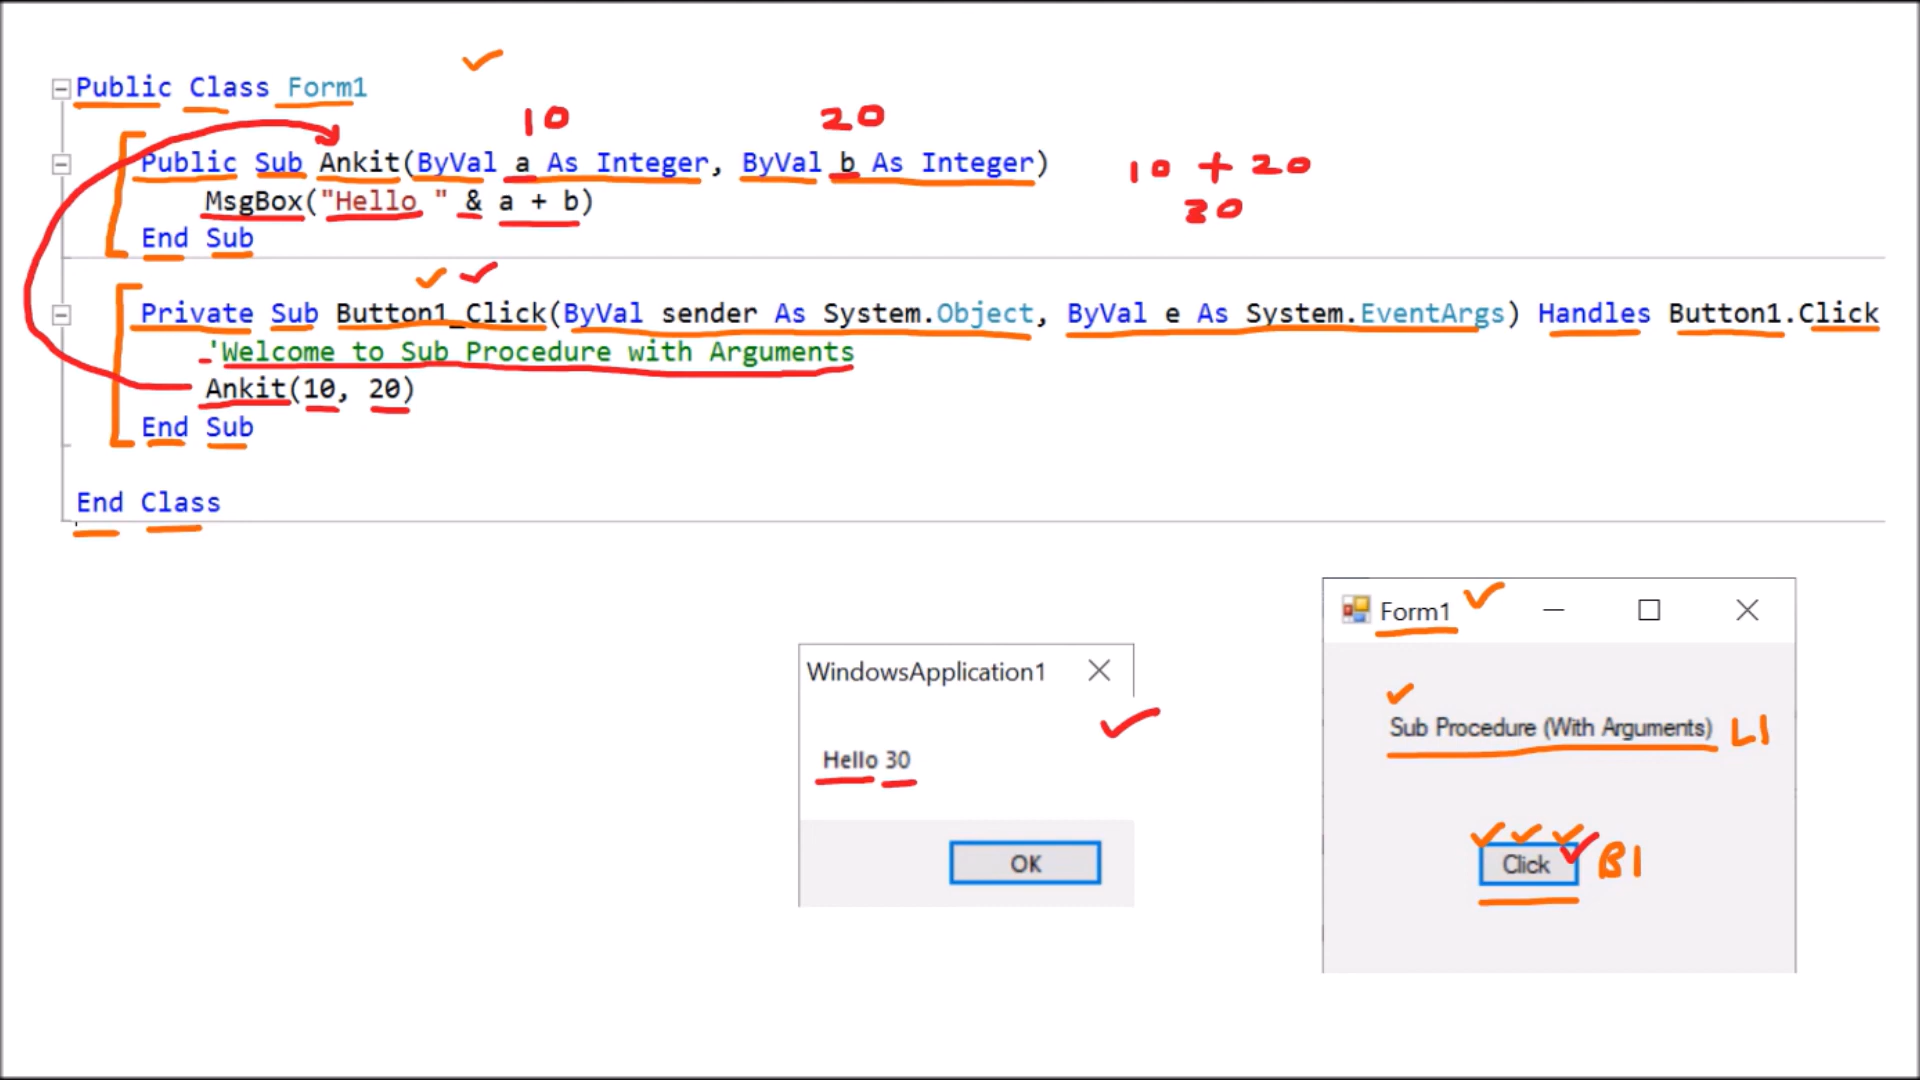 Public Class Form1
10 20
Public Sub Ankit(ByVal a As Integer, ByVal b As Integer)
10 + 20
MsgBox("Hello " & a + b)
30
End Sub
Private Sub Button1_Click(ByVal sender As System.Object, ByVal e As System.EventArgs) Handles Button1.Click
'Welcome to Sub Procedure with Arguments
Ankit(10, 20)
End Sub
End Class
WindowsApplication1
Hello 30
OK
Form1
Sub Procedure (With Arguments) L1
Click B1